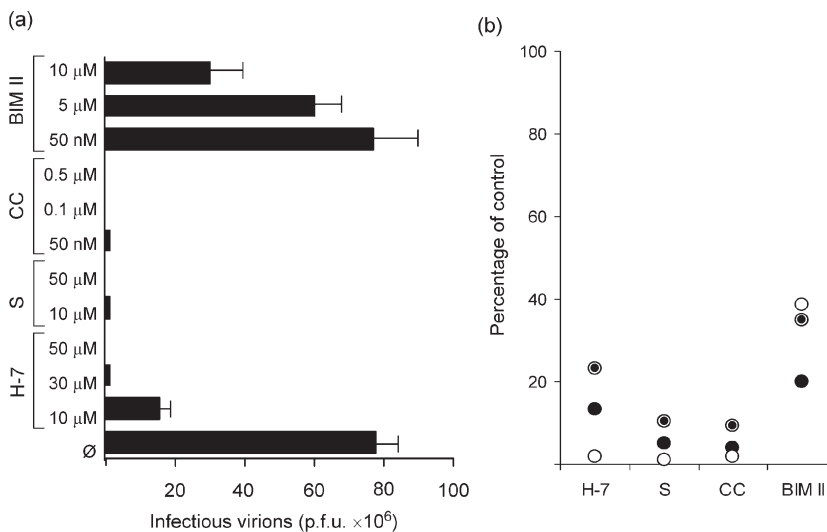 (a)
BIM II
10 µM
5 µM
50 nM
CC
0.5 µM
0.1 µM
50 nM
S
50 µM
10 µM
H-7
50 µM
30 µM
10 µM
Ø
20 40 60 80 100
Infectious virions (p.f.u. ×10⁶)
(b)
Percentage of control
100
80
60
40
20
H-7 S CC BIM II